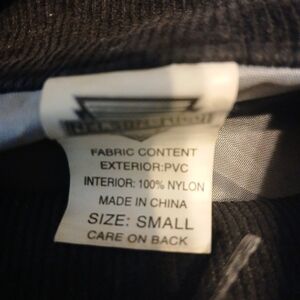 FABRIC CONTENT
EXTERIOR:PVC
INTERIOR: 100% NYLON
MADE IN CHINA
SIZE: SMALL
CARE ON BACK